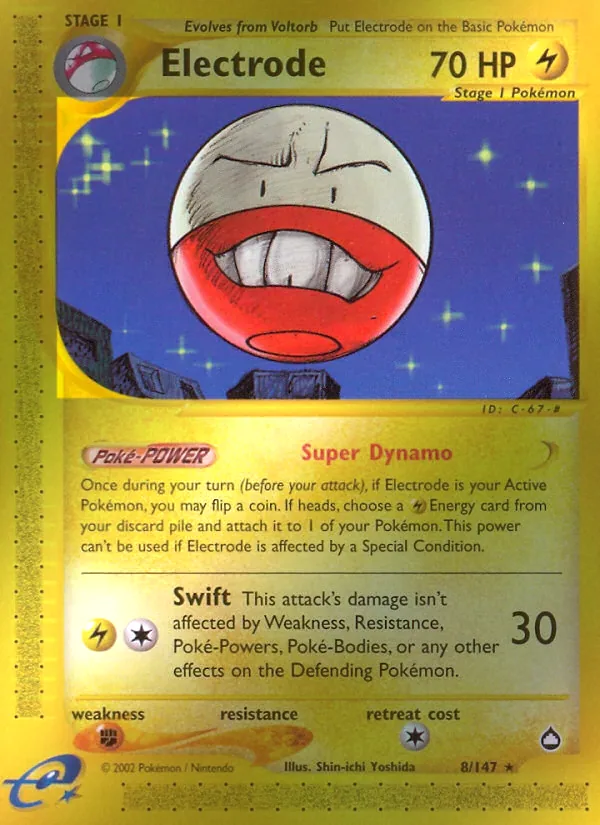 STAGE 1
Evolves from Voltorb Put Electrode on the Basic Pokémon
Electrode 70 HP
Stage 1 Pokémon
ID: C-67-#
Poké-POWER Super Dynamo
Once during your turn (before your attack), if Electrode is your Active
Pokémon, you may flip a coin. If heads, choose a Energy card from
your discard pile and attach it to 1 of your Pokémon. This power
can't be used if Electrode is affected by a Special Condition.
Swift This attack's damage isn't
affected by Weakness, Resistance,
Poké-Powers, Poké-Bodies, or any other
effects on the Defending Pokémon.
30
weakness resistance retreat cost
© 2002 Pokémon / Nintendo Illus. Shin-ichi Yoshida 8/147 ★
e